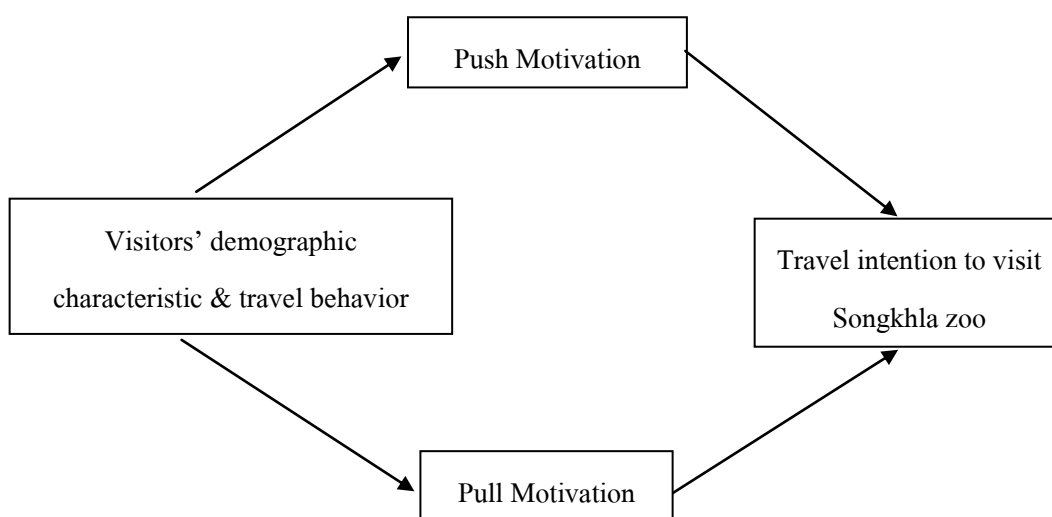 Push Motivation
Visitors’ demographic
characteristic & travel behavior
Travel intention to visit
Songkhla zoo
Pull Motivation